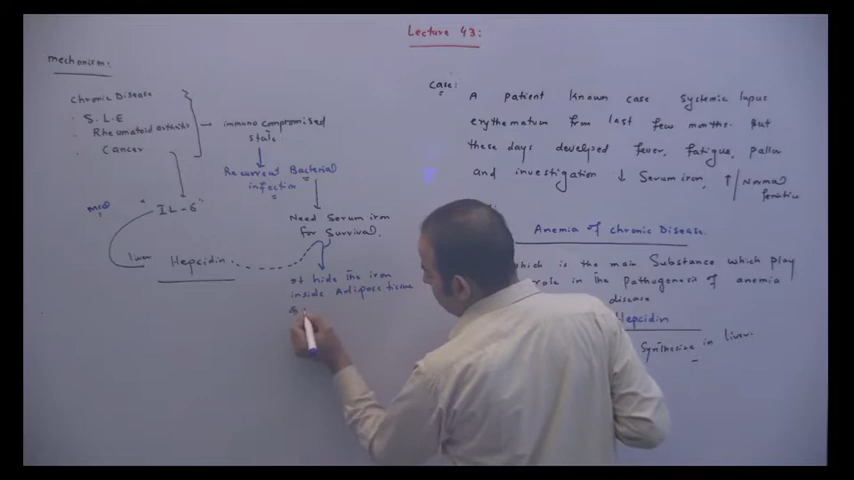 Lecture 43:
mechanism:
Chronic Disease
S.L.E
Rheumatoid arthritis
Cancer
immuno compromised
state
Recurrent Bacterial
infection
"IL-6"
Need Serum iron
for Survival.
liver
Hepcidin
it hide the iron
inside Adipose tissue
&
Case:
A patient known case systemic lupus
erythematum from last few months. But
these days developed fever, fatigue, pallor
and investigation ↓ Serum iron, ↑/Normal
ferritin
Anemia of chronic Disease.
which is the main Substance which play
role in the Pathogenesis of anemia
disease
Hepcidin
Synthesize in liver.